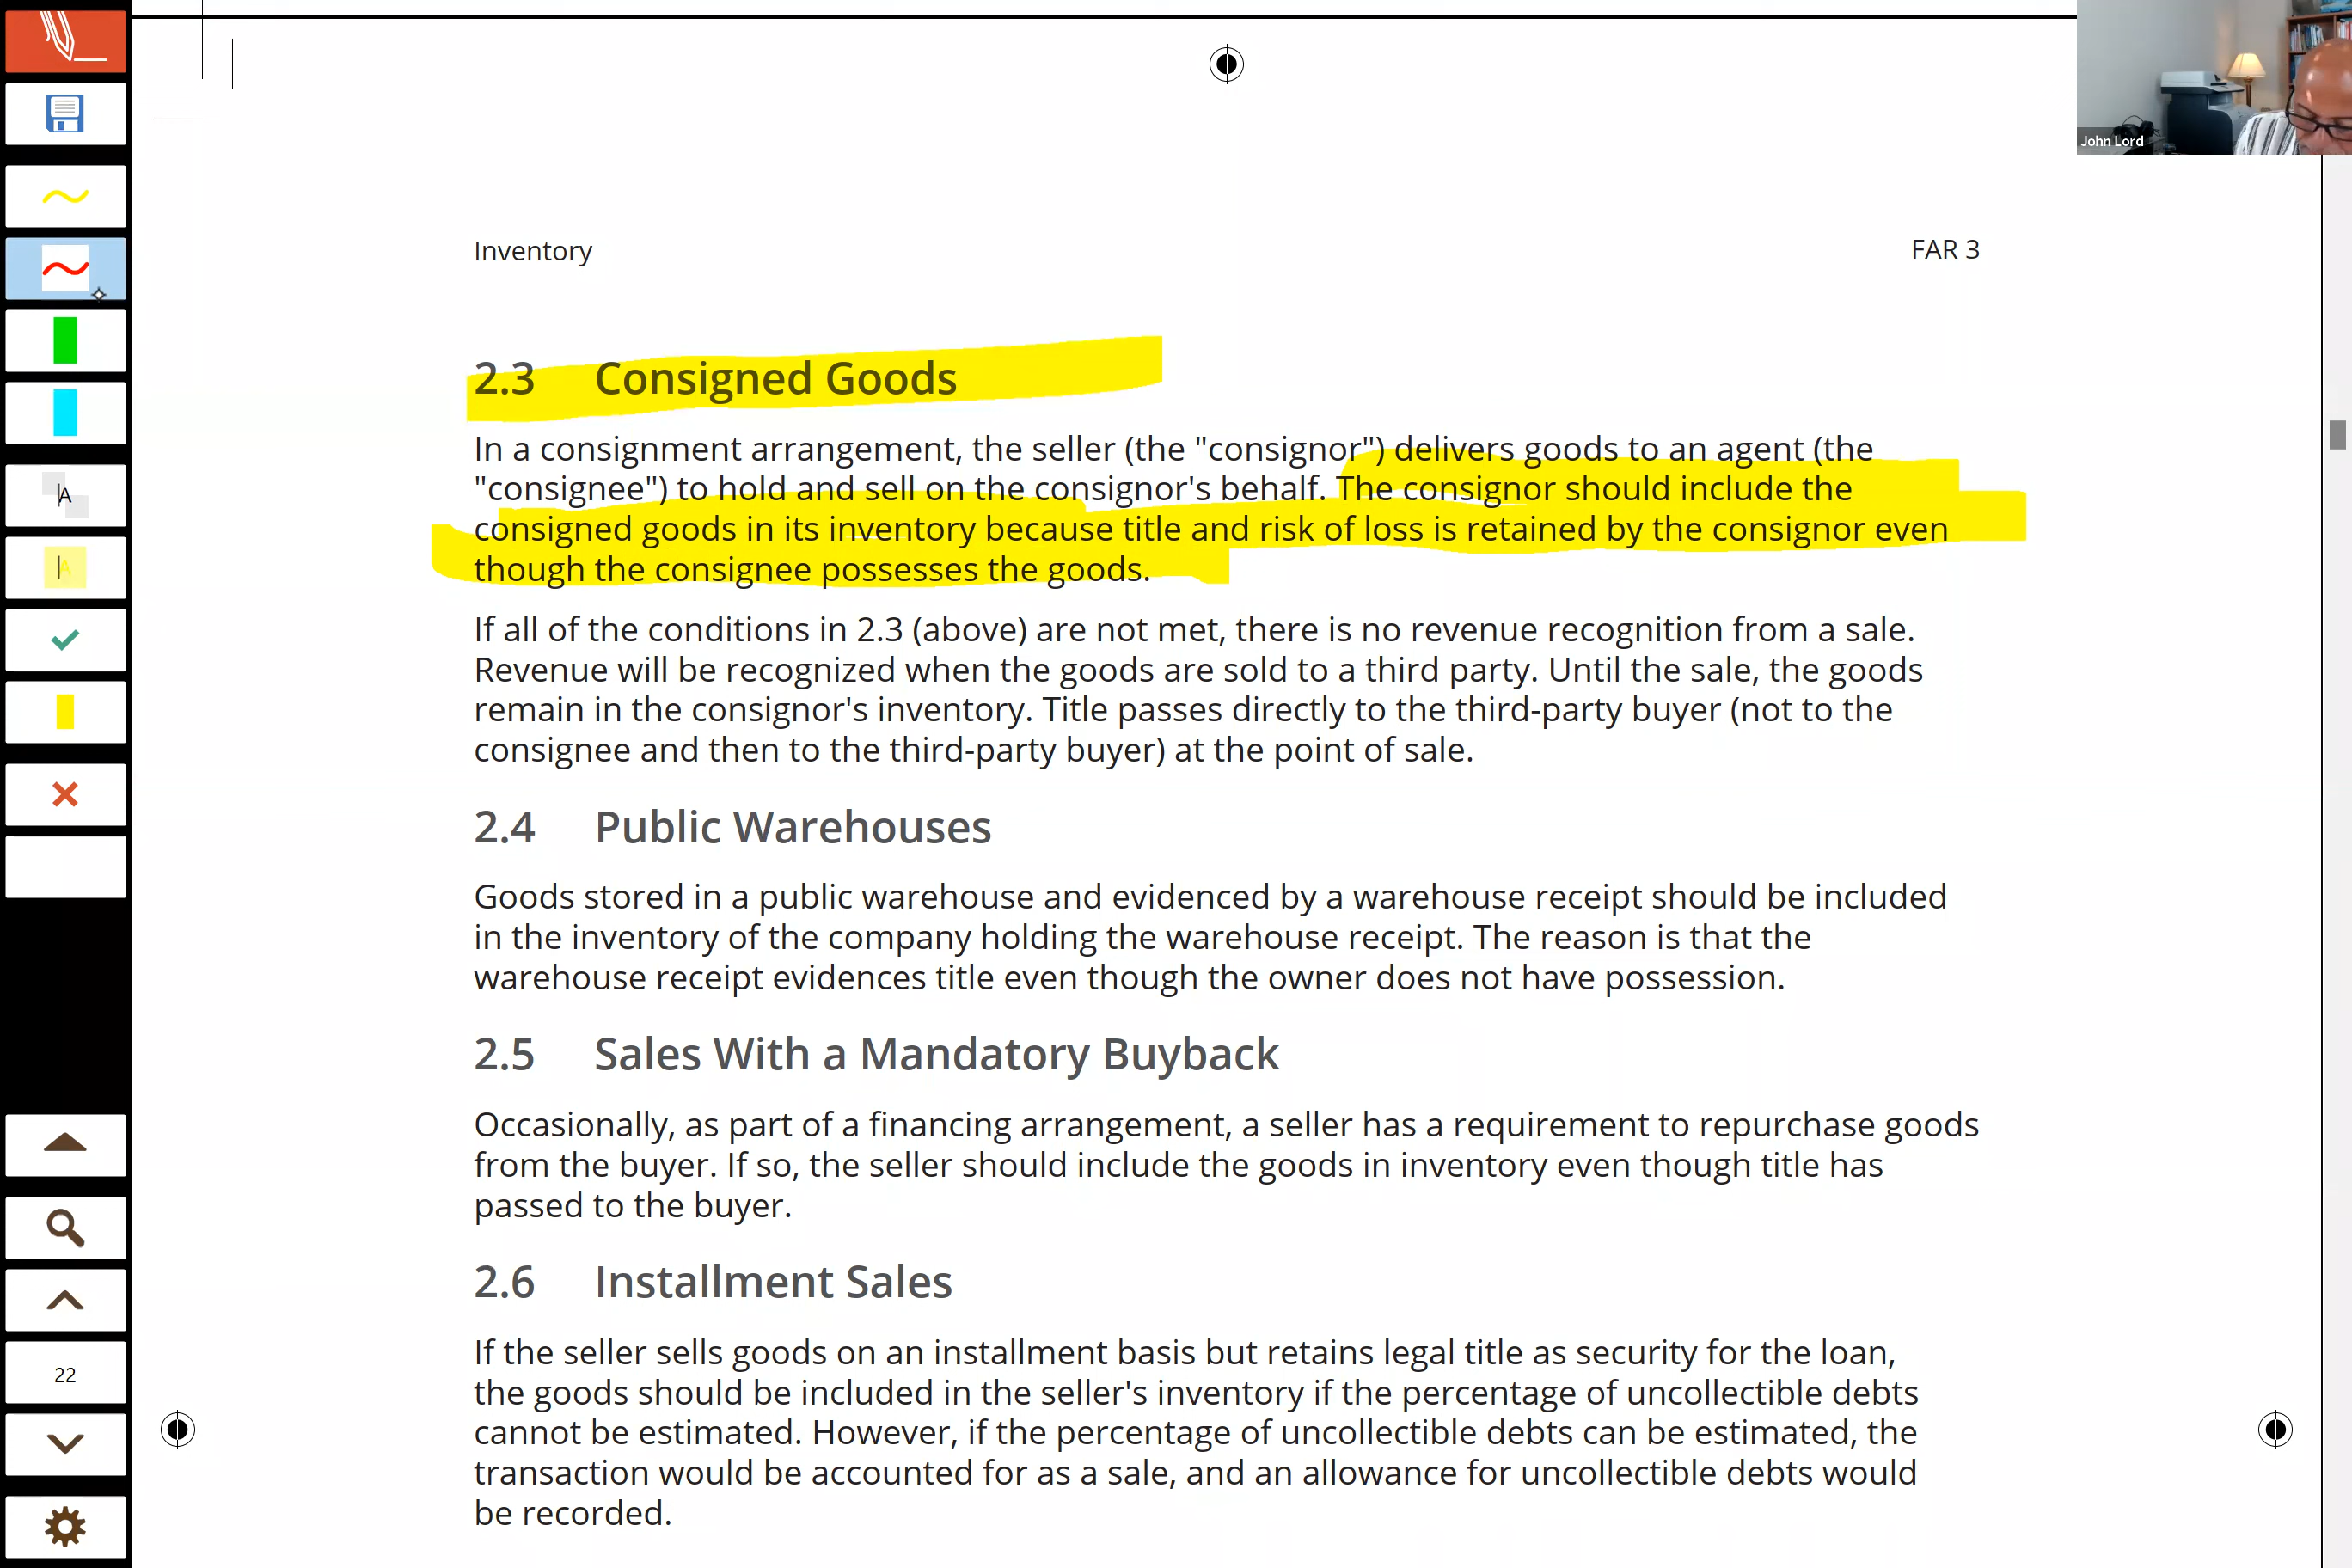 John Lord
Inventory
FAR 3
2.3 Consigned Goods
In a consignment arrangement, the seller (the "consignor") delivers goods to an agent (the
"consignee") to hold and sell on the consignor's behalf. The consignor should include the
consigned goods in its inventory because title and risk of loss is retained by the consignor even
though the consignee possesses the goods.
If all of the conditions in 2.3 (above) are not met, there is no revenue recognition from a sale.
Revenue will be recognized when the goods are sold to a third party. Until the sale, the goods
remain in the consignor's inventory. Title passes directly to the third-party buyer (not to the
consignee and then to the third-party buyer) at the point of sale.
2.4 Public Warehouses
Goods stored in a public warehouse and evidenced by a warehouse receipt should be included
in the inventory of the company holding the warehouse receipt. The reason is that the
warehouse receipt evidences title even though the owner does not have possession.
2.5 Sales With a Mandatory Buyback
Occasionally, as part of a financing arrangement, a seller has a requirement to repurchase goods
from the buyer. If so, the seller should include the goods in inventory even though title has
passed to the buyer.
2.6 Installment Sales
If the seller sells goods on an installment basis but retains legal title as security for the loan,
the goods should be included in the seller's inventory if the percentage of uncollectible debts
cannot be estimated. However, if the percentage of uncollectible debts can be estimated, the
transaction would be accounted for as a sale, and an allowance for uncollectible debts would
be recorded.
A
A
22